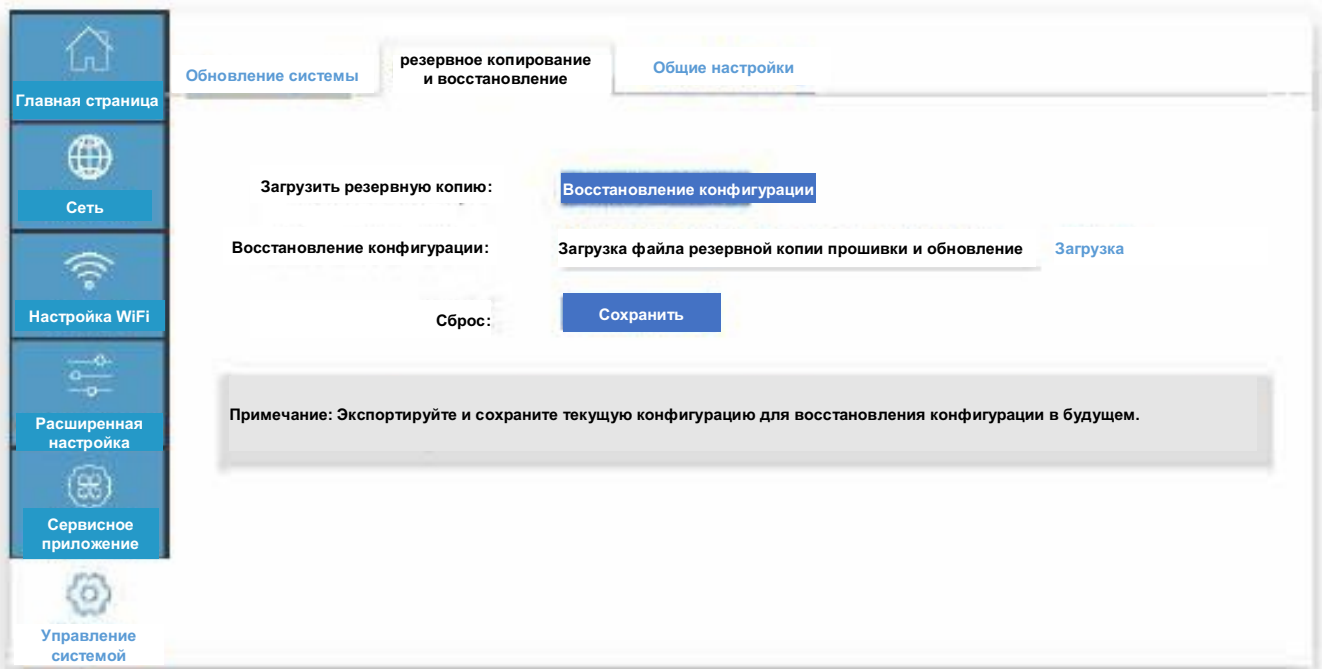 Главная страница
Сеть
Настройка WiFi
Расширенная
настройка
Сервисное
приложение
Управление
системой
Обновление системы
резервное копирование
и восстановление
Общие настройки
Загрузить резервную копию:
Восстановление конфигурации
Восстановление конфигурации:
Загрузка файла резервной копии прошивки и обновление
Загрузка
Сброс:
Сохранить
Примечание: Экспортируйте и сохраните текущую конфигурацию для восстановления конфигурации в будущем.